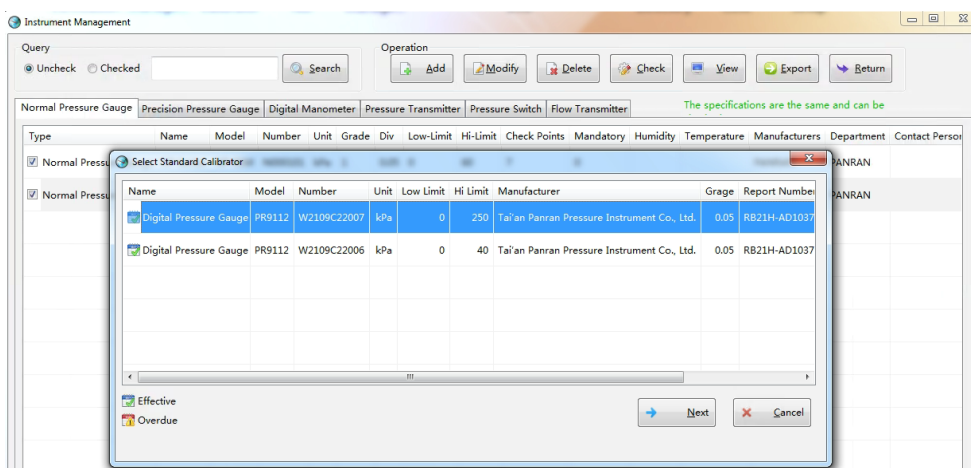 Instrument Management
Query
Operation
Uncheck Checked Search Add Modify Delete Check View Export Return
Normal Pressure Gauge Precision Pressure Gauge Digital Manometer Pressure Transmitter Pressure Switch Flow Transmitter The specifications are the same and can be
Type Name Model Number Unit Grade Div Low-Limit Hi-Limit Check Points Mandatory Humidity Temperature Manufacturers Department Contact Person
Normal Pressu Select Standard Calibrator PANRAN
Name Model Number Unit Low Limit Hi Limit Manufacturer Grage Report Number
Normal Pressu PANRAN
Digital Pressure Gauge PR9112 W2109C22007 kPa 0 250 Tai'an Panran Pressure Instrument Co., Ltd. 0.05 RB21H-AD1037
Digital Pressure Gauge PR9112 W2109C22006 kPa 0 40 Tai'an Panran Pressure Instrument Co., Ltd. 0.05 RB21H-AD1037
Effective
Overdue
Next Cancel